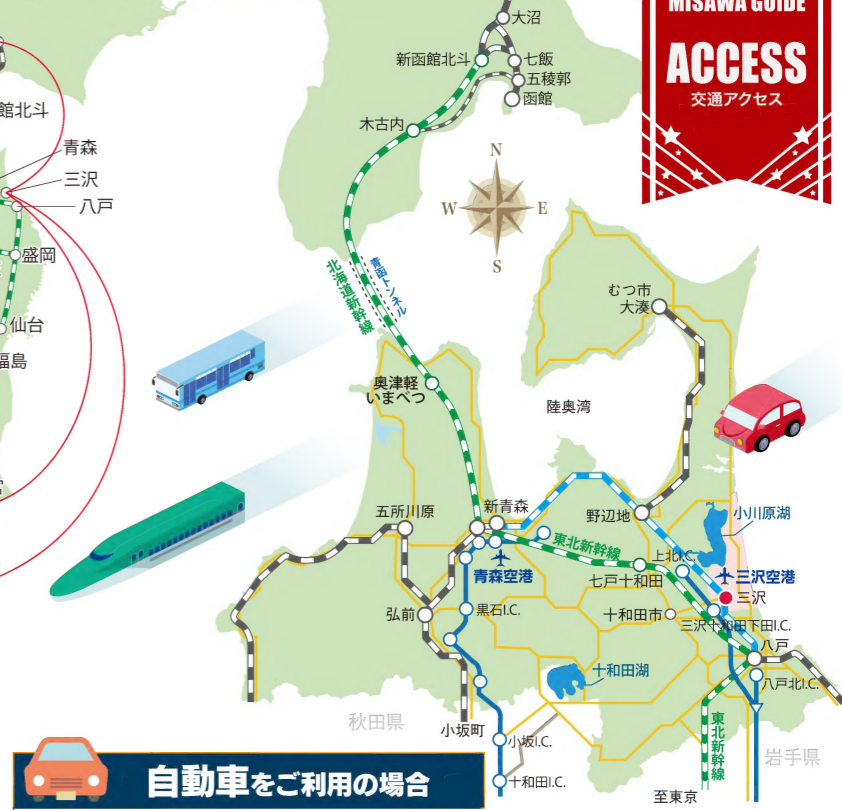 MISAWA GUIDE
ACCESS
交通アクセス
大沼
新函館北斗
七飯
五稜郭
函館
木古内
館北斗
青森
三沢
八戸
盛岡
仙台
福島
N
W
E
S
北海道新幹線
青函トンネル
むつ市
大湊
奥津軽
いまべつ
陸奥湾
五所川原
新青森
野辺地
小川原湖
東北新幹線
上北I.C.
青森空港
七戸十和田
三沢空港
三沢
弘前
黒石I.C.
十和田市
三沢十和田下田I.C.
八戸
十和田湖
八戸北I.C.
秋田県
小坂町
小坂I.C.
東北新幹線
岩手県
十和田I.C.
至東京
自動車をご利用の場合